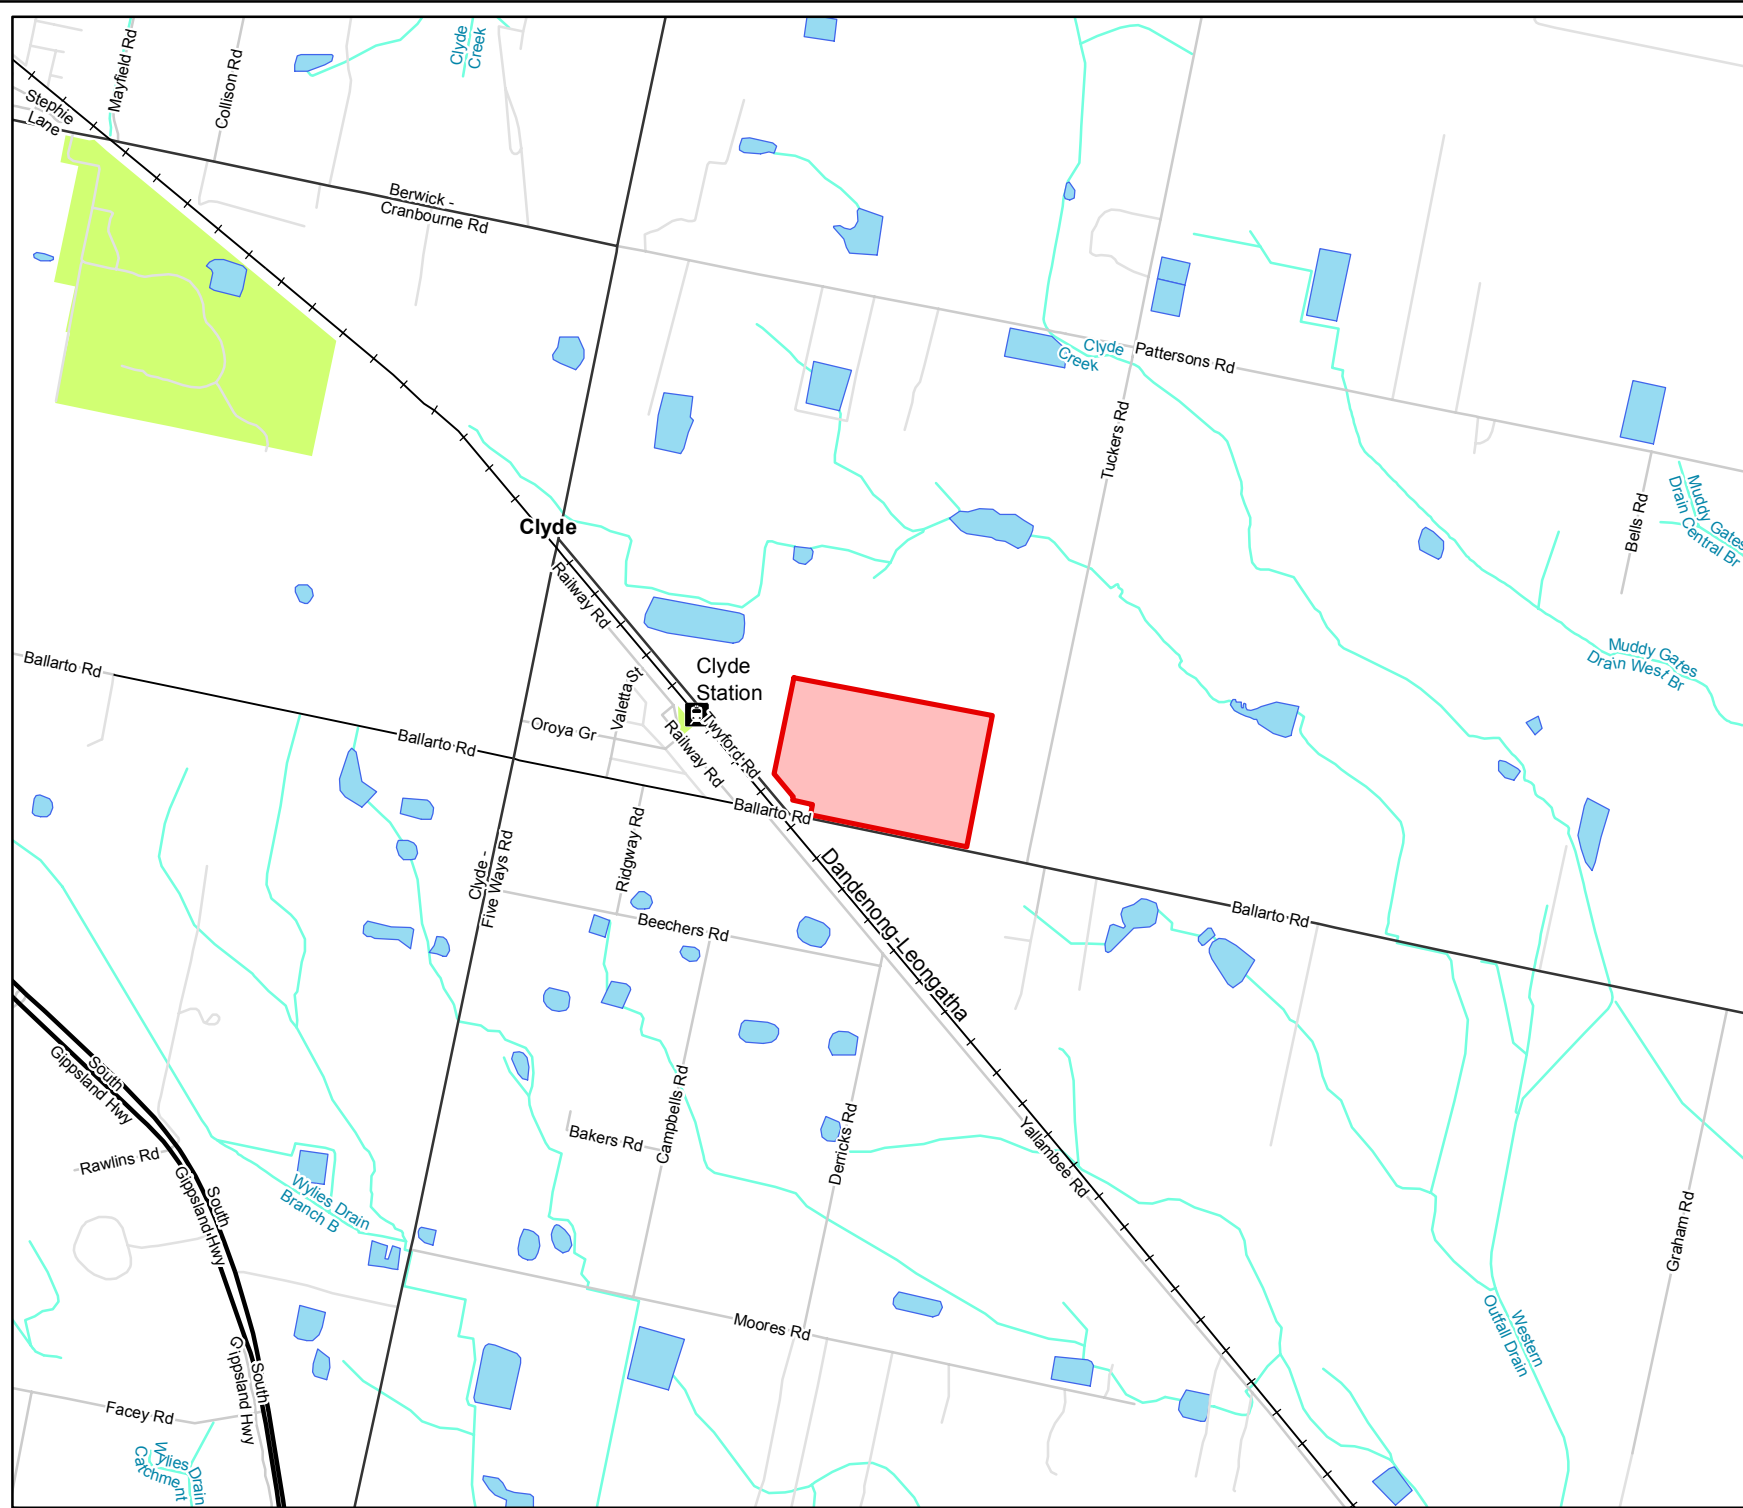 Clyde
Creek
Mayfield Rd
Collison Rd
Stephie
Lane
Berwick -
Cranbourne Rd
Clyde
Creek
Pattersons Rd
Tuckers Rd
Bells Rd
Muddy Gates
Drain Central Br
Clyde
Railway Rd
Muddy Gates
Drain West Br
Ballarto Rd
Clyde
Station
Valetta St
Oroya Gr
Railway Rd
Twyford Rd
Ballarto Rd
Ballarto Rd
Ridgway Rd
Clyde -
Five Ways Rd
Dandenong-Leongatha
Beechers Rd
Ballarto Rd
South
Gippsland Hwy
Campbells Rd
Bakers Rd
Derricks Rd
Yallambee Rd
Rawlins Rd
South
Gippsland Hwy
Wylies Drain
Branch B
Graham Rd
Moores Rd
Western
Outfall Drain
South
Gippsland Hwy
Facey Rd
Wylies Drain
Catchment